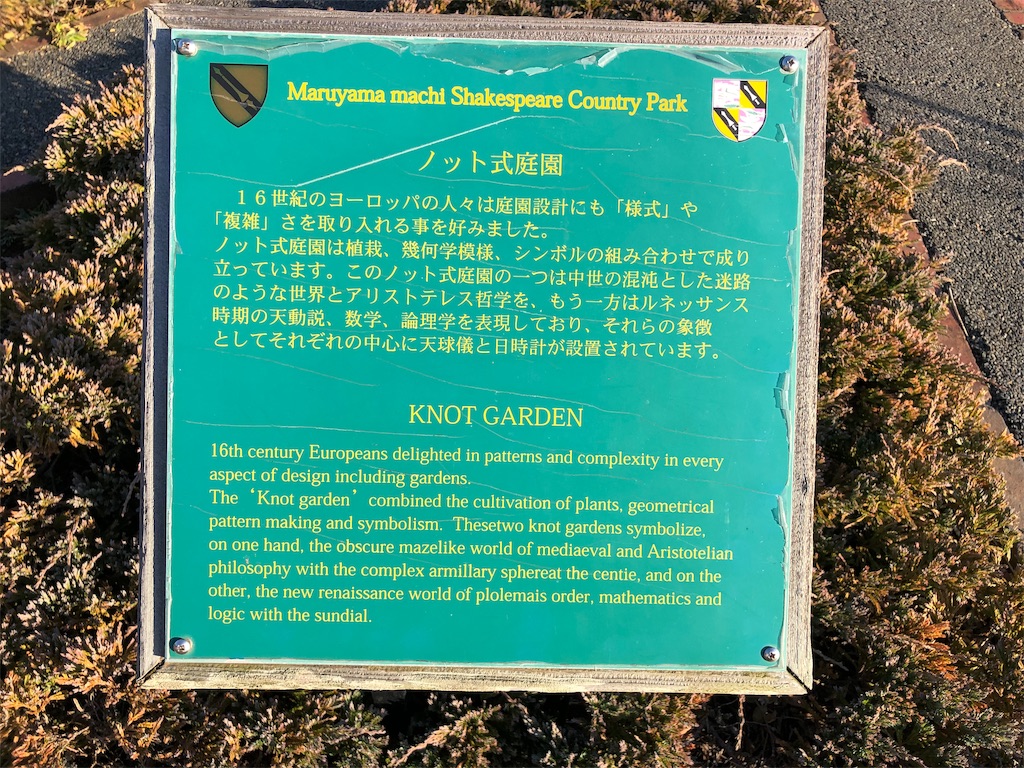 Maruyama machi Shakespeare Country Park
ノット式庭園
１６世紀のヨーロッパの人々は庭園設計にも「様式」や
「複雑」さを取り入れる事を好みました。
ノット式庭園は植栽、幾何学模様、シンボルの組み合わせで成り
立っています。このノット式庭園の一つは中世の混沌とした迷路
のような世界とアリストテレス哲学を、もう一方はルネッサンス
時期の天動説、数学、論理学を表現しており、それらの象徴
としてそれぞれの中心に天球儀と日時計が設置されています。
KNOT GARDEN
16th century Europeans delighted in patterns and complexity in every
aspect of design including gardens.
The ‘Knot garden’ combined the cultivation of plants, geometrical
pattern making and symbolism. Thesetwo knot gardens symbolize,
on one hand, the obscure mazelike world of mediaeval and Aristotelian
philosophy with the complex armillary sphereat the centie, and on the
other, the new renaissance world of plolemais order, mathematics and
logic with the sundial.